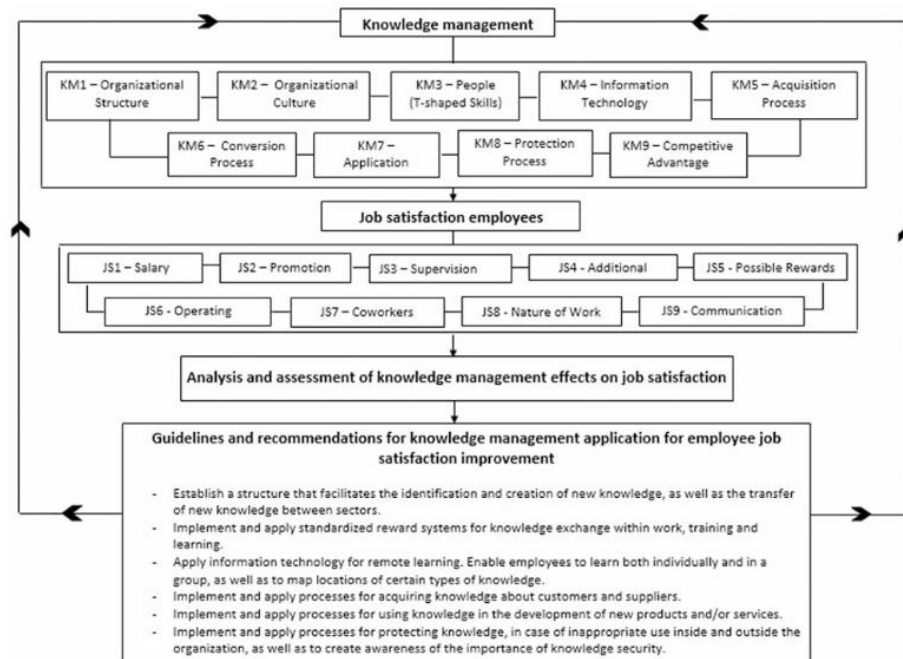 Knowledge management
KM1 – Organizational
Structure
KM2 – Organizational
Culture
KM3 – People
(T-shaped Skills)
KM4 – Information
Technology
KM5 – Acquisition
Process
KM6 – Conversion
Process
KM7 –
Application
KM8 – Protection
Process
KM9 – Competitive
Advantage
Job satisfaction employees
JS1 – Salary
JS2 – Promotion
JS3 – Supervision
JS4 - Additional
JS5 - Possible Rewards
JS6 - Operating
JS7 – Coworkers
JS8 - Nature of Work
JS9 - Communication
Analysis and assessment of knowledge management effects on job satisfaction
Guidelines and recommendations for knowledge management application for employee job
satisfaction improvement
- Establish a structure that facilitates the identification and creation of new knowledge, as well as the transfer
of new knowledge between sectors.
- Implement and apply standardized reward systems for knowledge exchange within work, training and
learning.
- Apply information technology for remote learning. Enable employees to learn both individually and in a
group, as well as to map locations of certain types of knowledge.
- Implement and apply processes for acquiring knowledge about customers and suppliers.
- Implement and apply processes for using knowledge in the development of new products and/or services.
- Implement and apply processes for protecting knowledge, in case of inappropriate use inside and outside the
organization, as well as to create awareness of the importance of knowledge security.